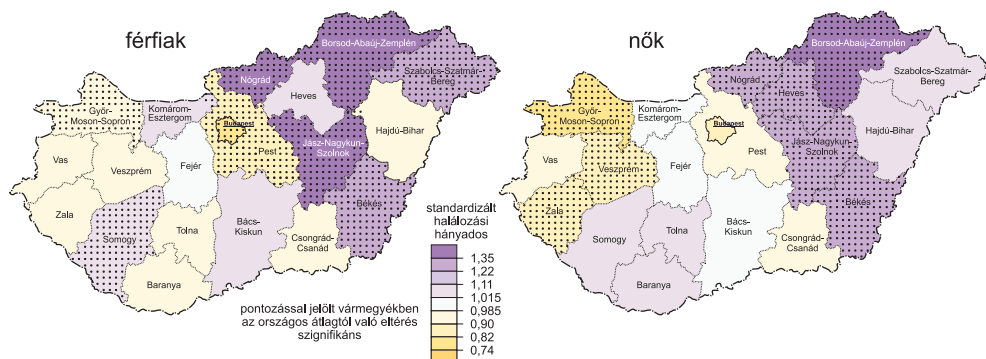 férfiak
Borsod-Abaúj-Zemplén
Szabolcs-Szatmár-
Bereg
Nógrád
Heves
Győr-
Moson-Sopron
Komárom-
Esztergom
Budapest
Hajdú-Bihar
Pest
Jász-Nagykun-
Szolnok
Vas
Veszprém
Fejér
Zala
Békés
Bács-
Kiskun
Somogy
Tolna
Csongrád-
Csanád
Baranya
nők
Borsod-Abaúj-Zemplén
Szabolcs-Szatmár-
Bereg
Nógrád
Heves
Győr-
Moson-Sopron
Komárom-
Esztergom
Budapest
Hajdú-Bihar
Pest
Jász-Nagykun-
Szolnok
Vas
Veszprém
Fejér
Zala
Békés
Bács-
Kiskun
Somogy
Tolna
Csongrád-
Csanád
Baranya
standardizált
halálozási
hányados
1,35
1,22
1,11
1,015
0,985
0,90
0,82
0,74
pontozással jelölt vármegyékben
az országos átlagtól való eltérés
szignifikáns